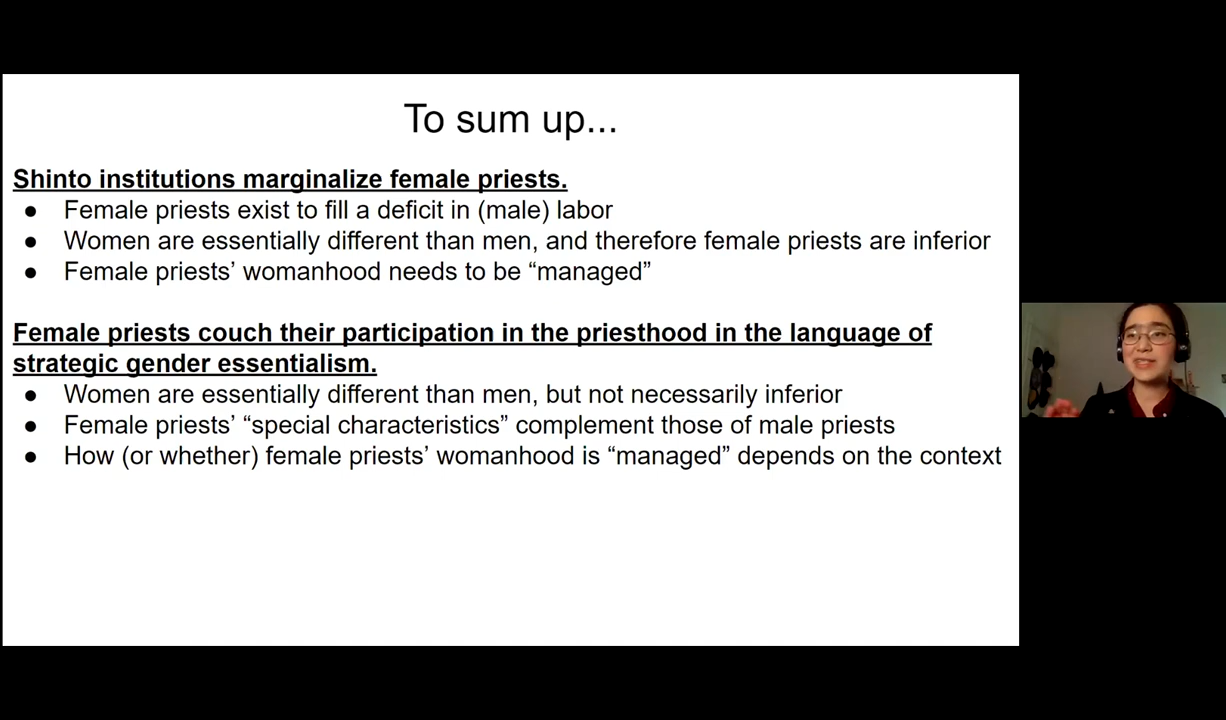 To sum up...
Shinto institutions marginalize female priests.
● Female priests exist to fill a deficit in (male) labor
● Women are essentially different than men, and therefore female priests are inferior
● Female priests’ womanhood needs to be “managed”
Female priests couch their participation in the priesthood in the language of
strategic gender essentialism.
● Women are essentially different than men, but not necessarily inferior
● Female priests’ “special characteristics” complement those of male priests
● How (or whether) female priests’ womanhood is “managed” depends on the context